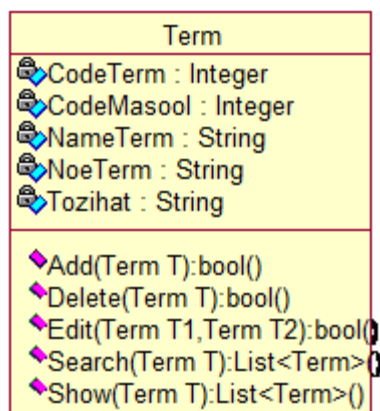 Term
CodeTerm : Integer
CodeMasool : Integer
NameTerm : String
NoeTerm : String
Tozihat : String
Add(Term T):bool()
Delete(Term T):bool()
Edit(Term T1,Term T2):bool()
Search(Term T):List<Term>()
Show(Term T):List<Term>()